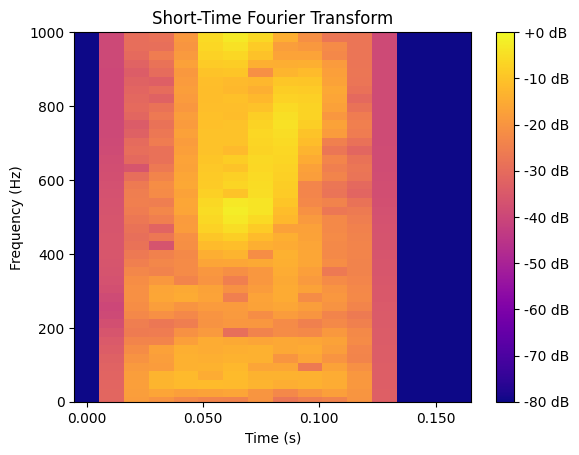 Short-Time Fourier Transform
1000
800
600
400
200
0
Frequency (Hz)
0.000
0.050
0.100
0.150
Time (s)
+0 dB
-10 dB
-20 dB
-30 dB
-40 dB
-50 dB
-60 dB
-70 dB
-80 dB